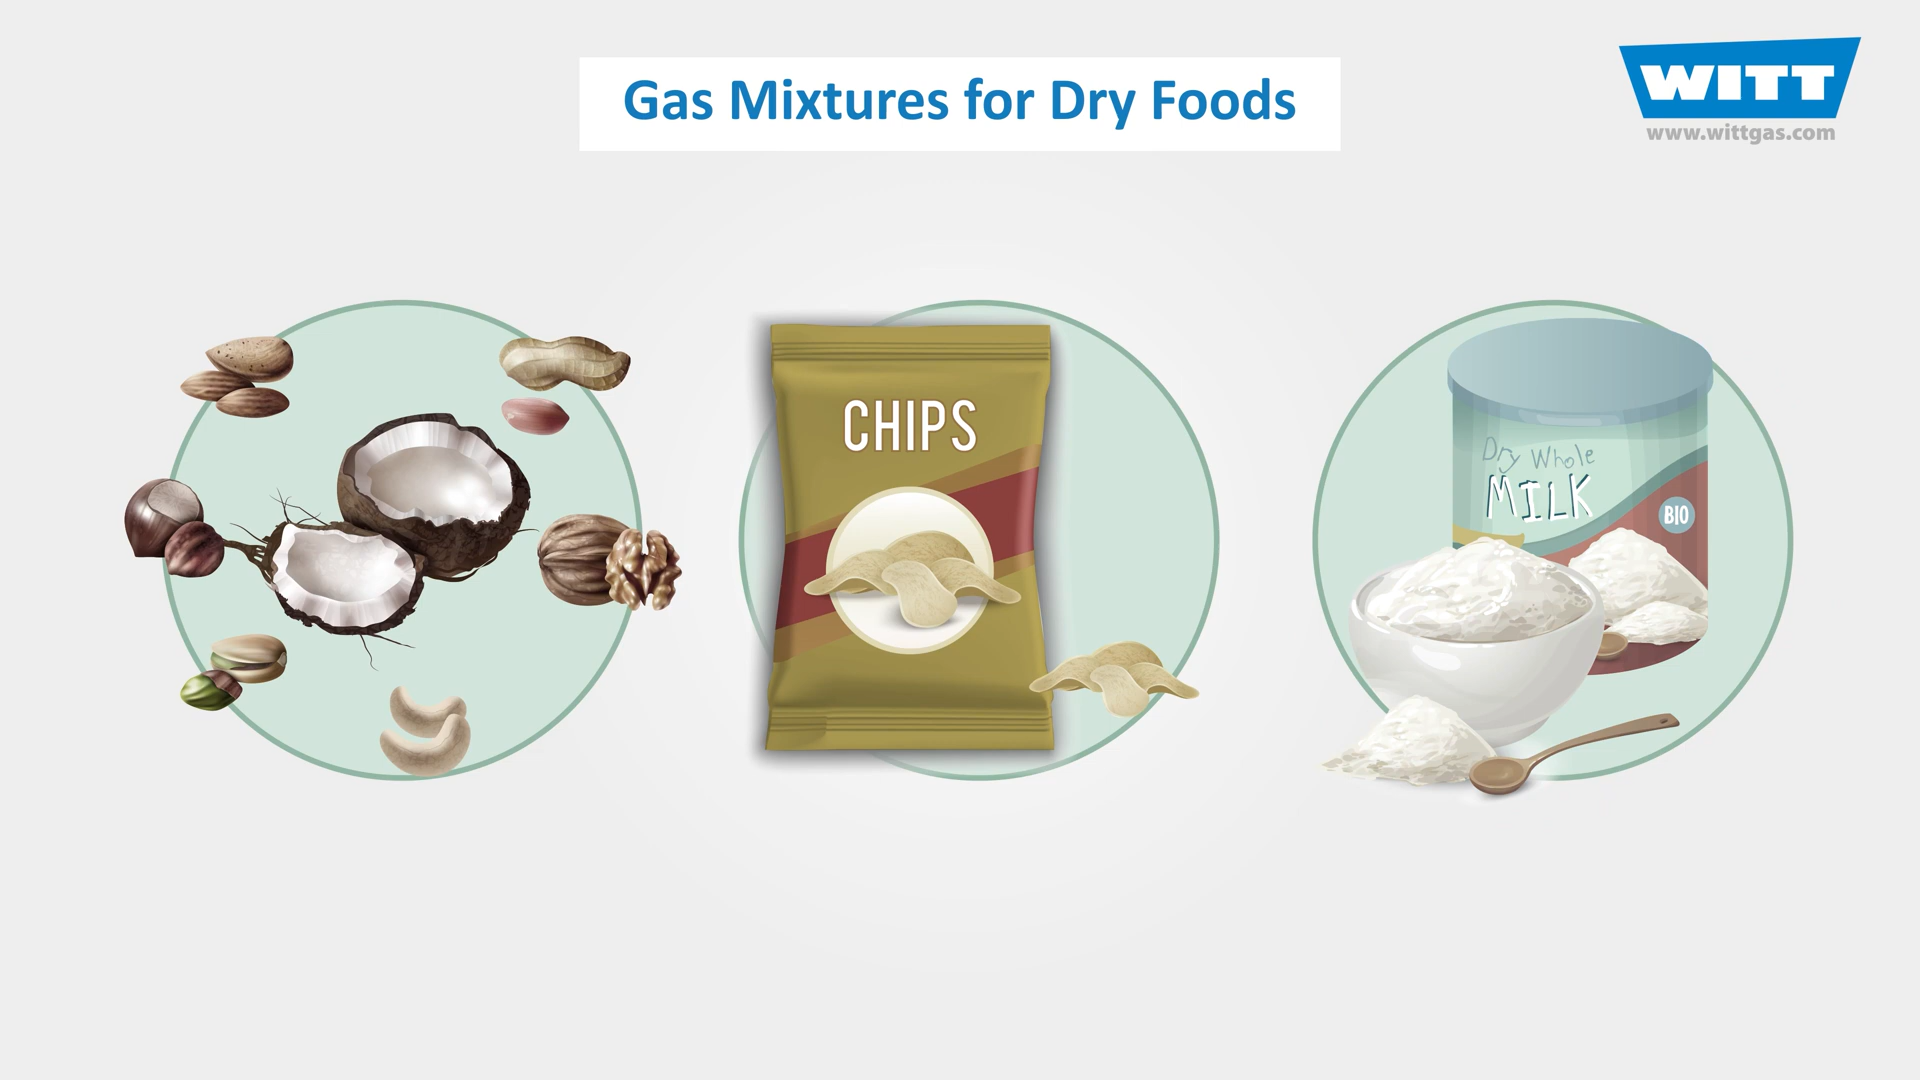 Gas Mixtures for Dry Foods
WITT
www.wittgas.com
CHIPS
Dry Whole
MILK
BIO